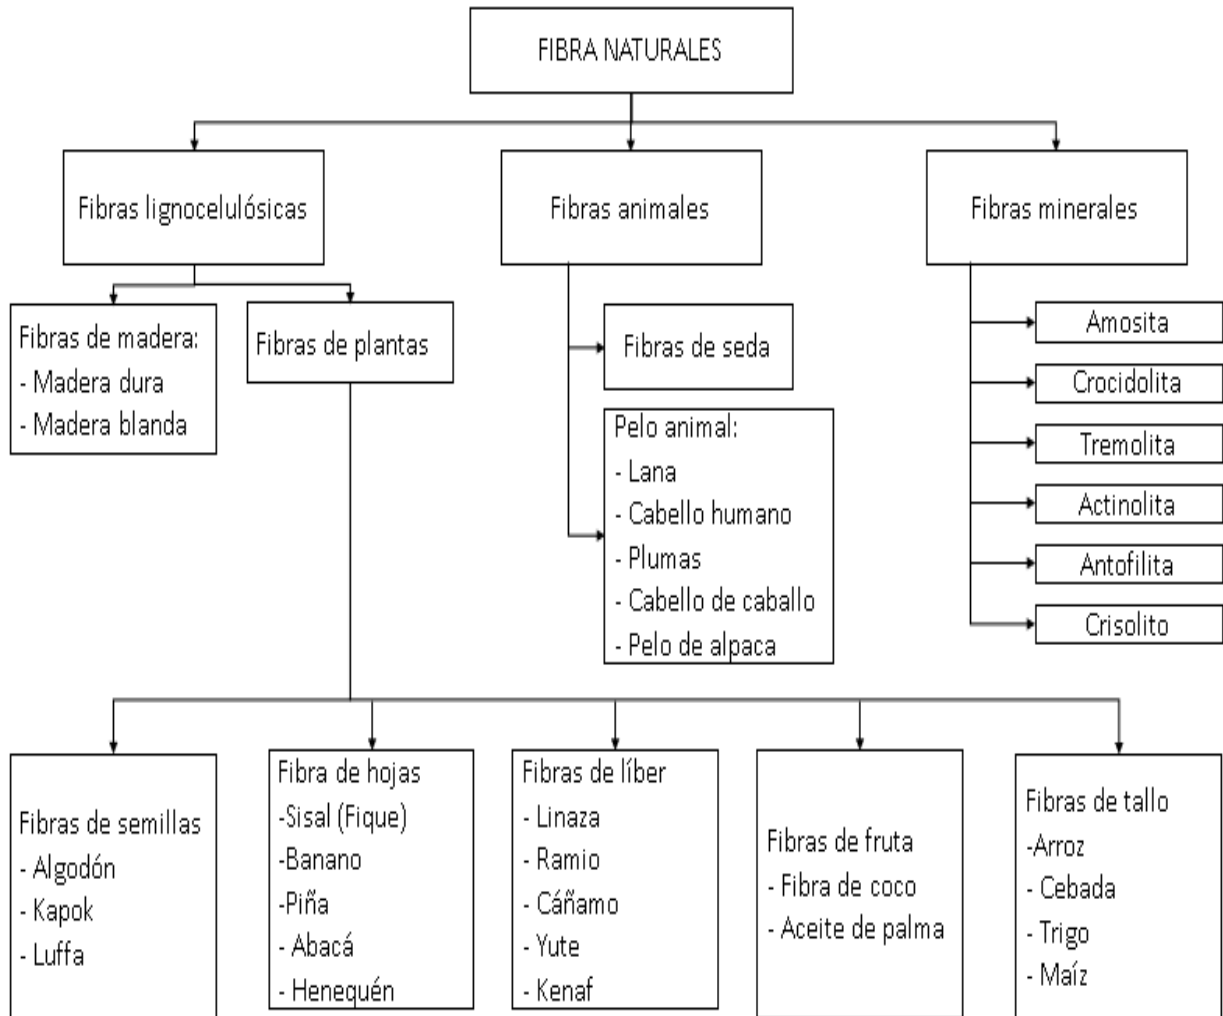 FIBRA NATURALES
Fibras lignocelulósicas
Fibras animales
Fibras minerales
Fibras de madera:
- Madera dura
- Madera blanda
Fibras de plantas
Fibras de seda
Pelo animal:
- Lana
- Cabello humano
- Plumas
- Cabello de caballo
- Pelo de alpaca
Amosita
Crocidolita
Tremolita
Actinolita
Antofilita
Crisolito
Fibras de semillas
- Algodón
- Kapok
- Luffa
Fibra de hojas
-Sisal (Fique)
-Banano
-Piña
- Abacá
- Henequén
Fibras de líber
- Linaza
- Ramio
- Cáñamo
- Yute
- Kenaf
Fibras de fruta
- Fibra de coco
- Aceite de palma
Fibras de tallo
-Arroz
- Cebada
- Trigo
- Maíz